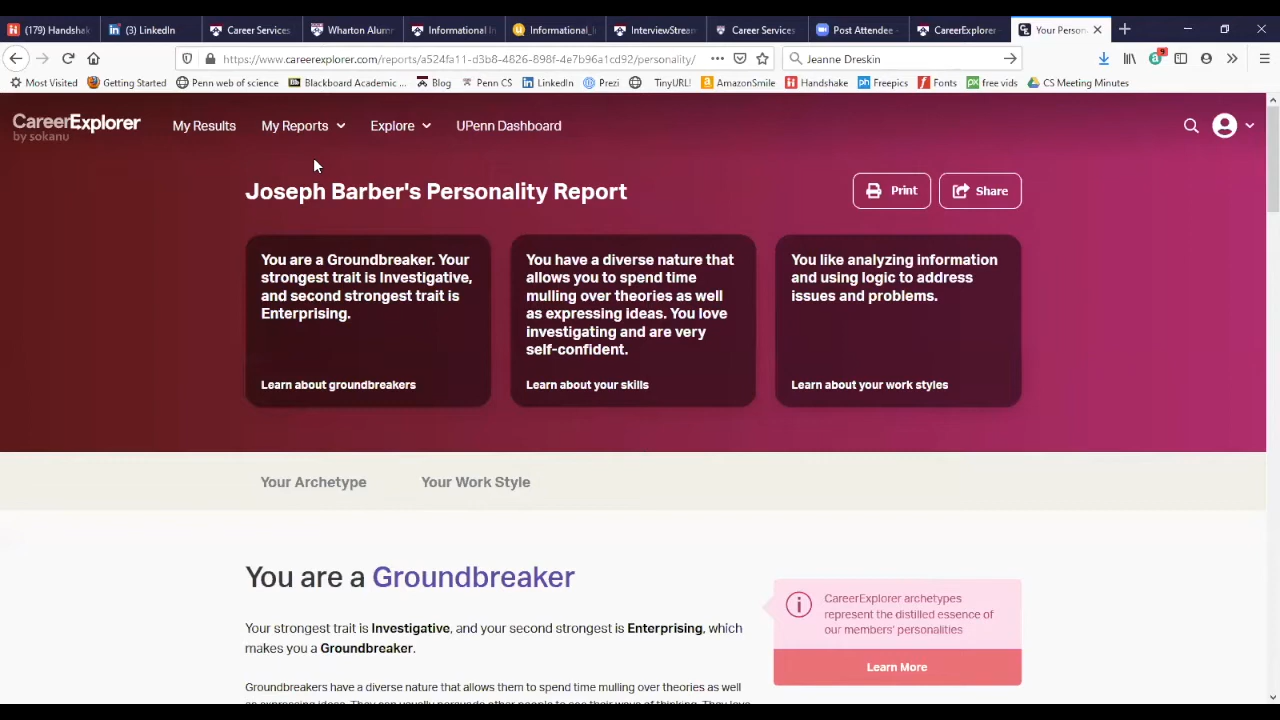 (179) Handshake
(3) LinkedIn
Career Services
Wharton Alum
Informational In
Informational_I
InterviewStream
Career Services
Post Attendee -
CareerExplorer
Your Person
https://www.careerexplorer.com/reports/a524fa11-d3b8-4826-898f-4e7b96a1cd92/personality/
Jeanne Dreskin
9
Most Visited
Getting Started
Penn web of science
Blackboard Academic ...
Blog
Penn CS
LinkedIn
Prezi
TinyURL!
AmazonSmile
Handshake
Freepics
Fonts
free vids
CS Meeting Minutes
CareerExplorer
by sokanu
My Results
My Reports
Explore
UPenn Dashboard
Joseph Barber's Personality Report
Print
Share
You are a Groundbreaker. Your
strongest trait is Investigative,
and second strongest trait is
Enterprising.
Learn about groundbreakers
You have a diverse nature that
allows you to spend time
mulling over theories as well
as expressing ideas. You love
investigating and are very
self-confident.
Learn about your skills
You like analyzing information
and using logic to address
issues and problems.
Learn about your work styles
Your Archetype
Your Work Style
You are a Groundbreaker
Your strongest trait is Investigative, and your second strongest is Enterprising, which
makes you a Groundbreaker.
Groundbreakers have a diverse nature that allows them to spend time mulling over theories as well
CareerExplorer archetypes
represent the distilled essence of
our members' personalities
Learn More